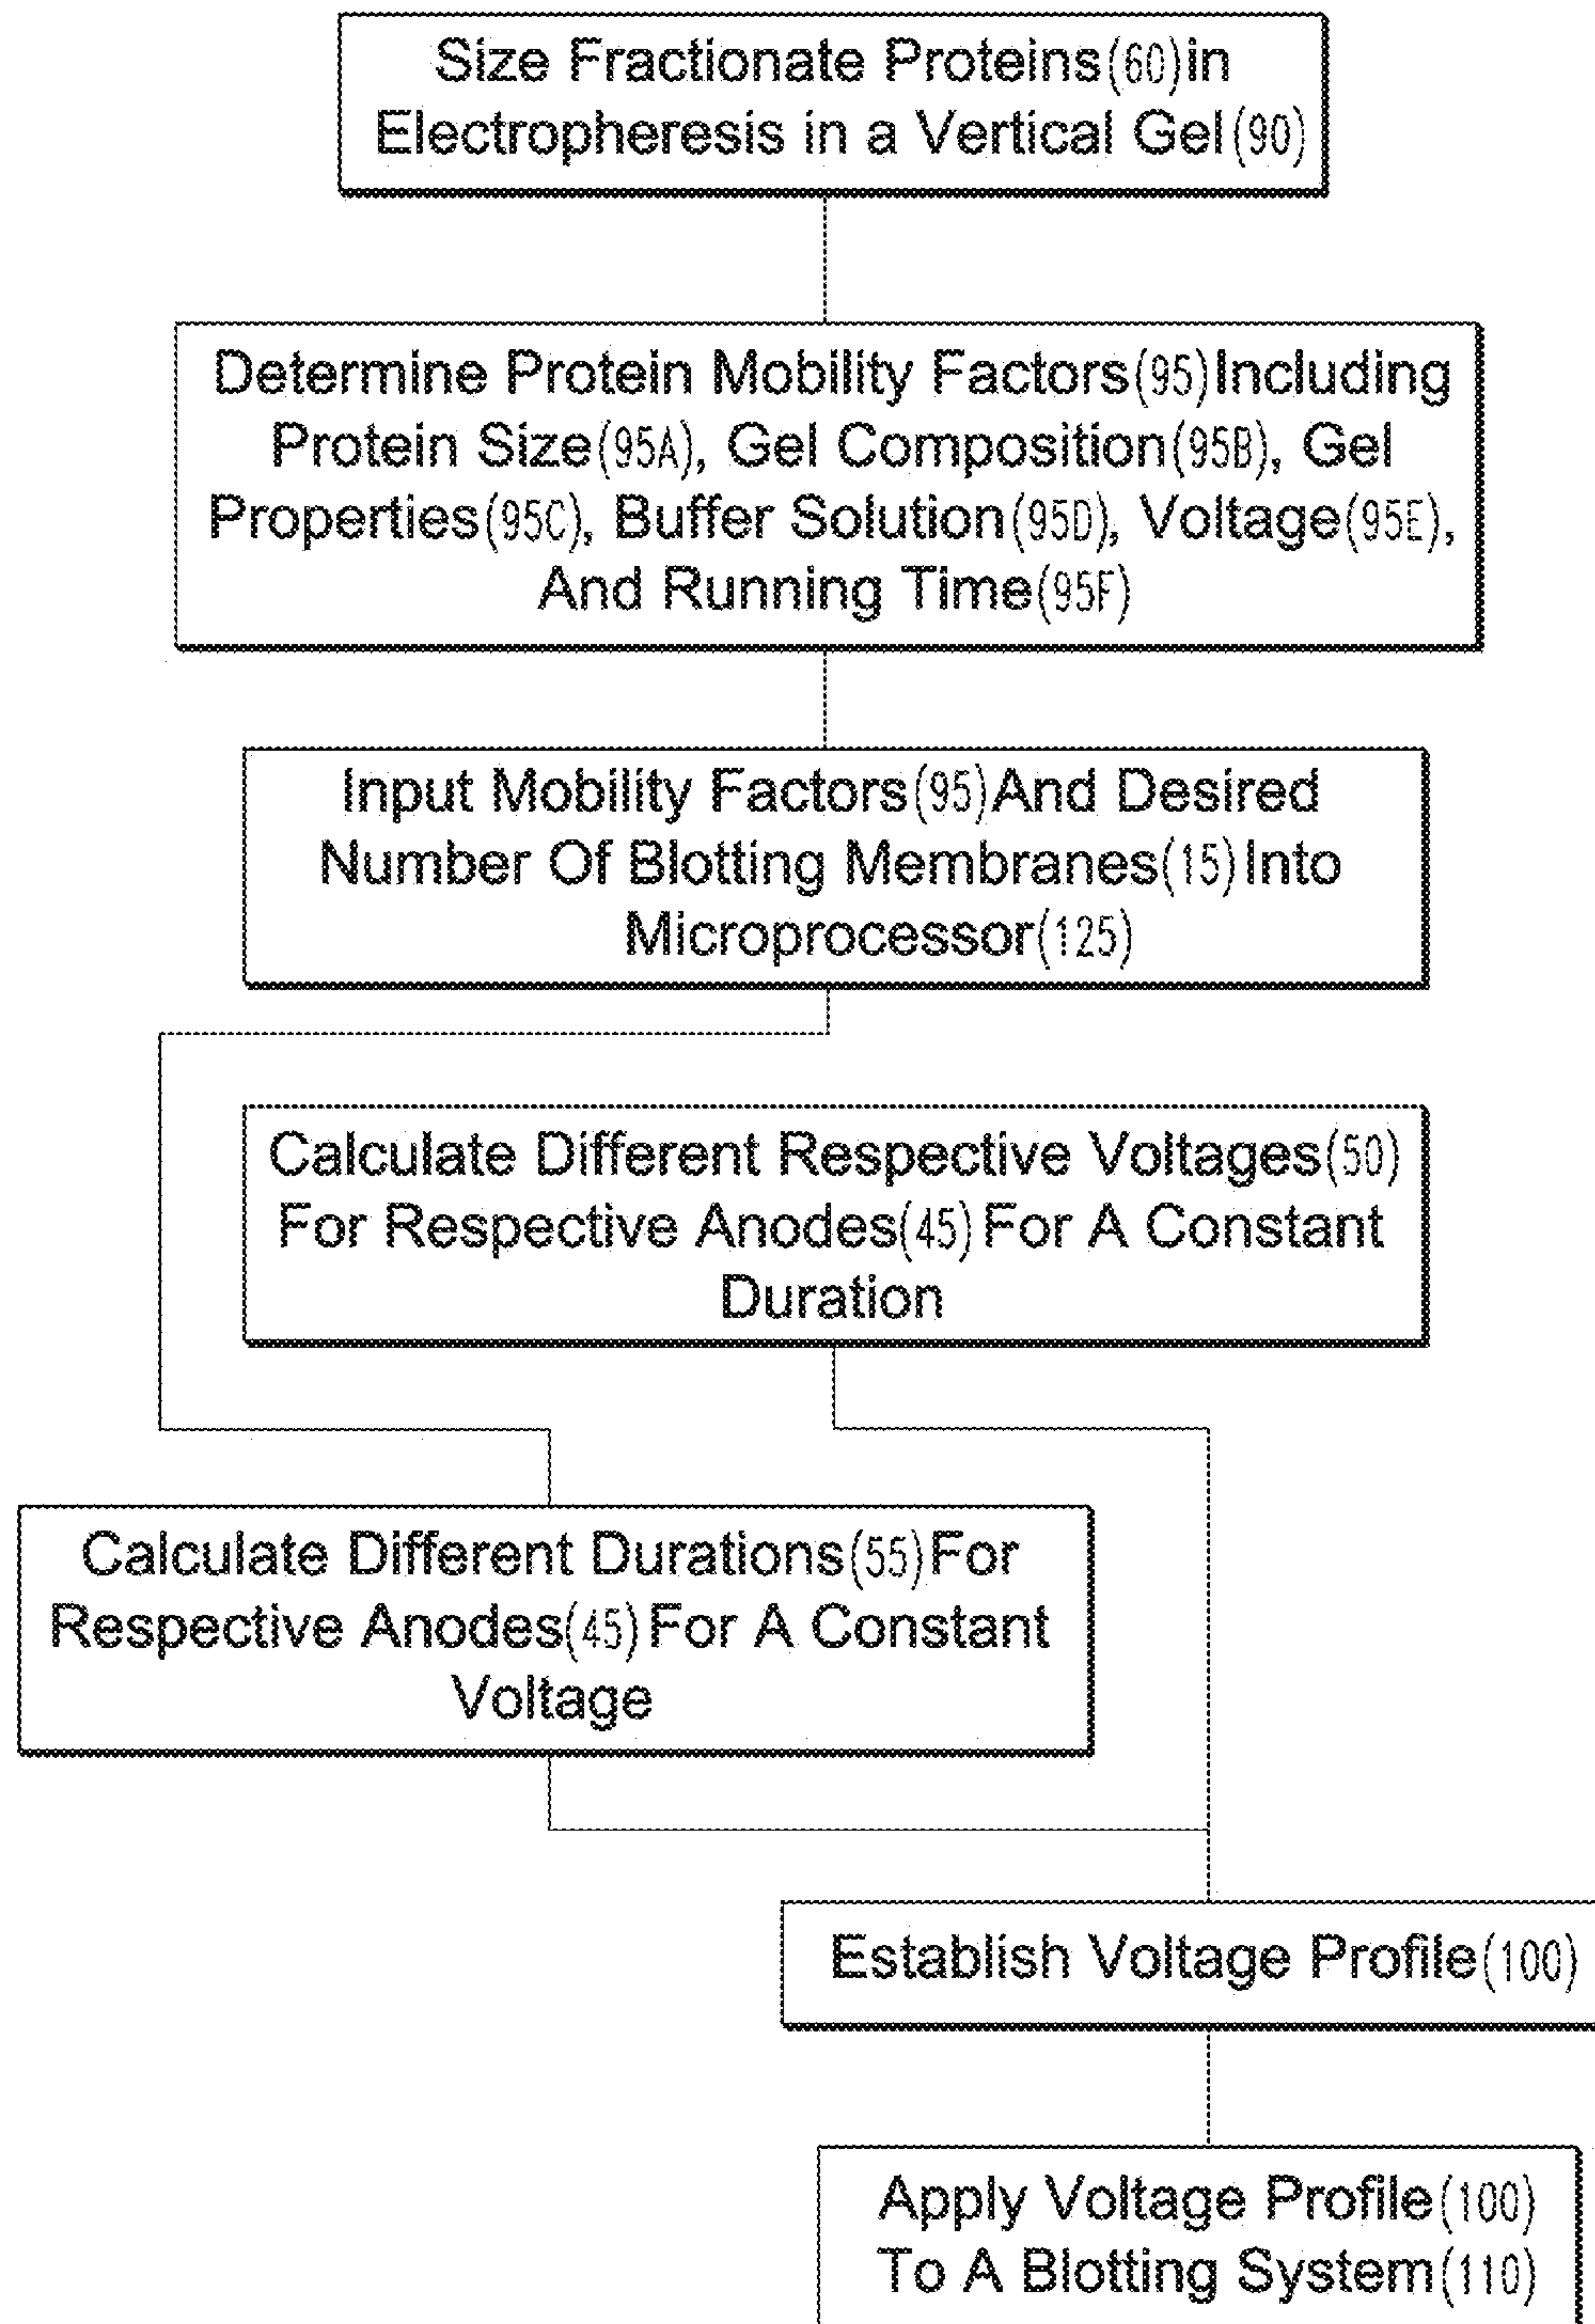 Size Fractionate Proteins(60)in
Electropheresis in a Vertical Gel(90)
Determine Protein Mobility Factors(95)Including
Protein Size(95A), Gel Composition(95B), Gel
Properties(95C), Buffer Solution(95D), Voltage(95E),
And Running Time(95F)
Input Mobility Factors(95)And Desired
Number Of Blotting Membranes(15)Into
Microprocessor(125)
Calculate Different Respective Voltages(50)
For Respective Anodes(45)For A Constant
Duration
Calculate Different Durations(55)For
Respective Anodes(45)For A Constant
Voltage
Establish Voltage Profile(100)
Apply Voltage Profile(100)
To A Blotting System(110)